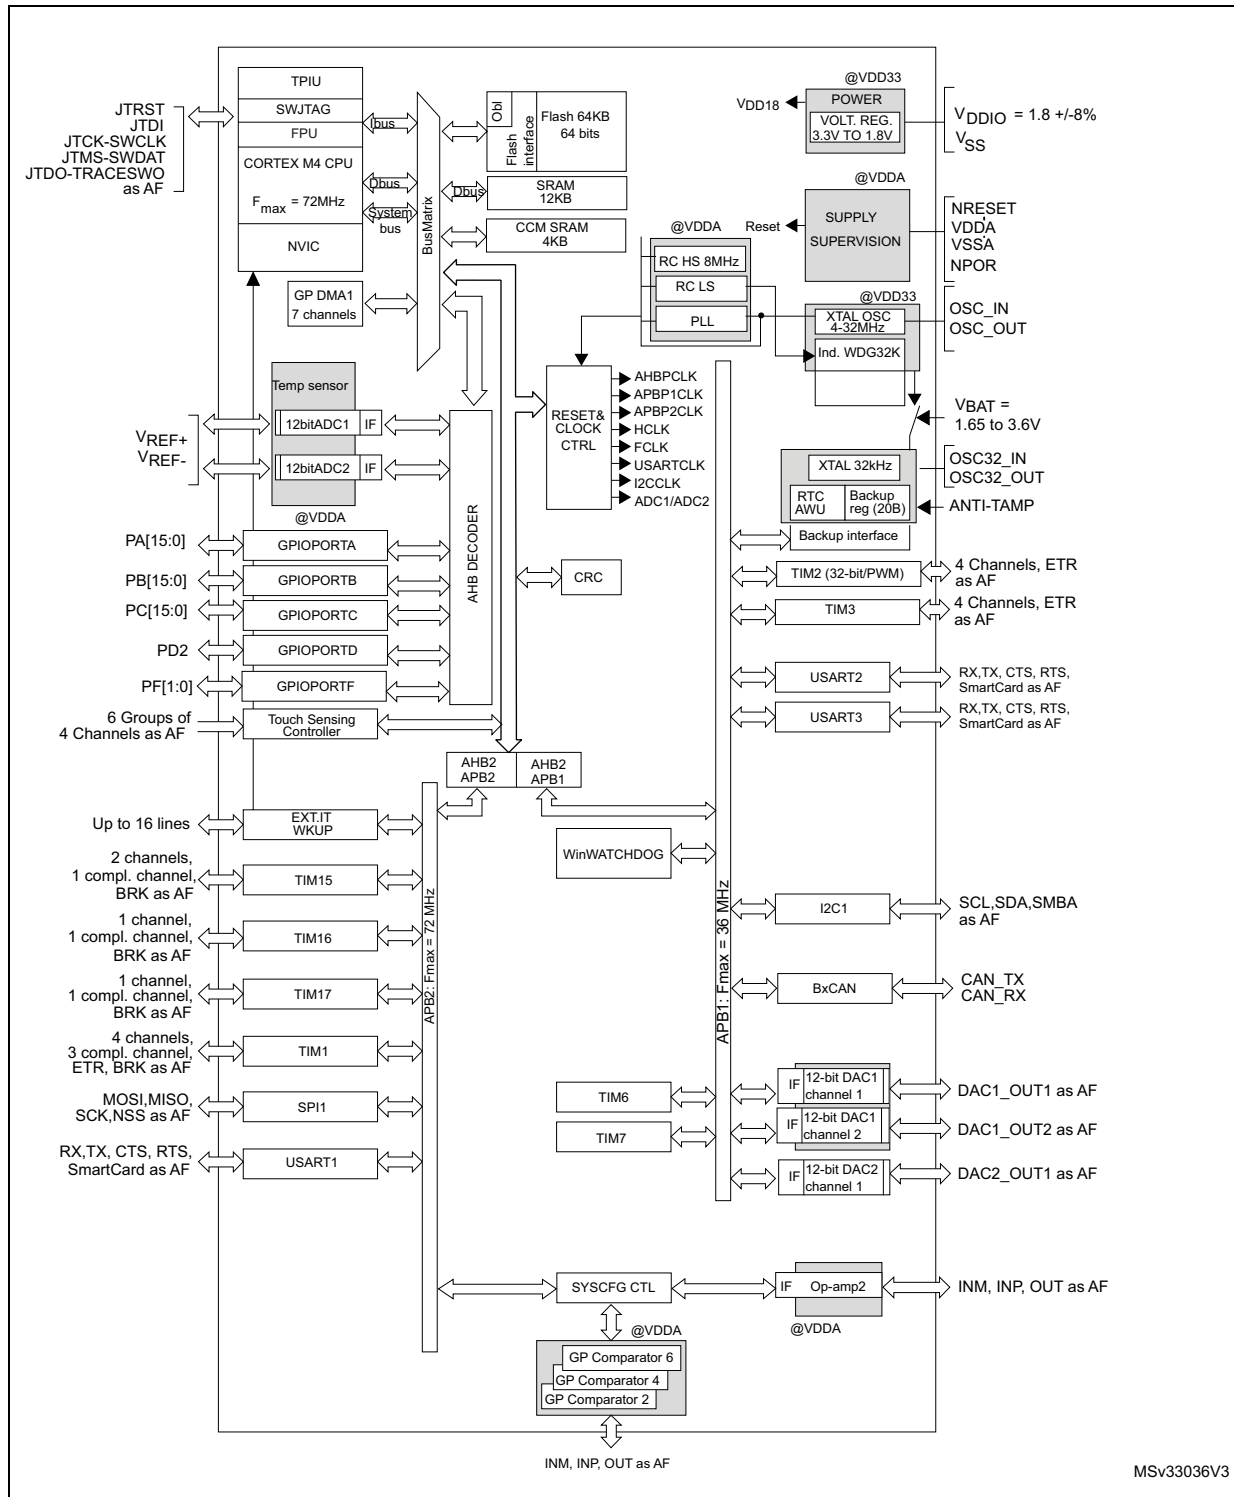 TPIU
SWJTAG
FPU
CORTEX M4 CPU
Fmax = 72MHz
NVIC
JTRST
JTDI
JTCK-SWCLK
JTMS-SWDAT
JTDO-TRACESWO
as AF
Ibus
Dbus
System
bus
BusMatrix
Obl
Flash
interface
Flash 64KB
64 bits
Dbus
SRAM
12KB
CCM SRAM
4KB
GP DMA1
7 channels
@VDD33
POWER
VOLT. REG.
3.3V TO 1.8V
VDD18
VDDIO = 1.8 +/-8%
VSS
@VDDA
SUPPLY
SUPERVISION
Reset
NRESET
VDDA
VSSA
NPOR
@VDDA
RC HS 8MHz
RC LS
PLL
@VDD33
XTAL OSC
4-32MHz
Ind. WDG32K
OSC_IN
OSC_OUT
VBAT =
1.65 to 3.6V
XTAL 32kHz
OSC32_IN
OSC32_OUT
RTC
AWU
Backup
reg (20B)
ANTI-TAMP
Backup interface
RESET&
CLOCK
CTRL
AHBPCLK
APBP1CLK
APBP2CLK
HCLK
FCLK
USARTCLK
I2CCLK
ADC1/ADC2
Temp sensor
VREF+
VREF-
12bitADC1
IF
12bitADC2
IF
@VDDA
AHB DECODER
PA[15:0]
GPIOPORTA
PB[15:0]
GPIOPORTB
PC[15:0]
GPIOPORTC
PD2
GPIOPORTD
PF[1:0]
GPIOPORTF
6 Groups of
4 Channels as AF
Touch Sensing
Controller
CRC
AHB2
APB2
AHB2
APB1
TIM2 (32-bit/PWM)
4 Channels, ETR
as AF
TIM3
4 Channels, ETR
as AF
USART2
RX,TX, CTS, RTS,
SmartCard as AF
USART3
RX,TX, CTS, RTS,
SmartCard as AF
Up to 16 lines
EXT.IT
WKUP
2 channels,
1 compl. channel,
BRK as AF
TIM15
1 channel,
1 compl. channel,
BRK as AF
TIM16
1 channel,
1 compl. channel,
BRK as AF
TIM17
4 channels,
3 compl. channel,
ETR, BRK as AF
TIM1
MOSI,MISO,
SCK,NSS as AF
SPI1
RX,TX, CTS, RTS,
SmartCard as AF
USART1
APB2: Fmax = 72 MHz
WinWATCHDOG
APB1: Fmax = 36 MHz
I2C1
SCL,SDA,SMBA
as AF
BxCAN
CAN_TX
CAN_RX
TIM6
TIM7
IF
12-bit DAC1
channel 1
DAC1_OUT1 as AF
IF
12-bit DAC1
channel 2
DAC1_OUT2 as AF
IF
12-bit DAC2
channel 1
DAC2_OUT1 as AF
SYSCFG CTL
IF
Op-amp2
INM, INP, OUT as AF
@VDDA
@VDDA
GP Comparator 6
GP Comparator 4
GP Comparator 2
INM, INP, OUT as AF
MSv33036V3